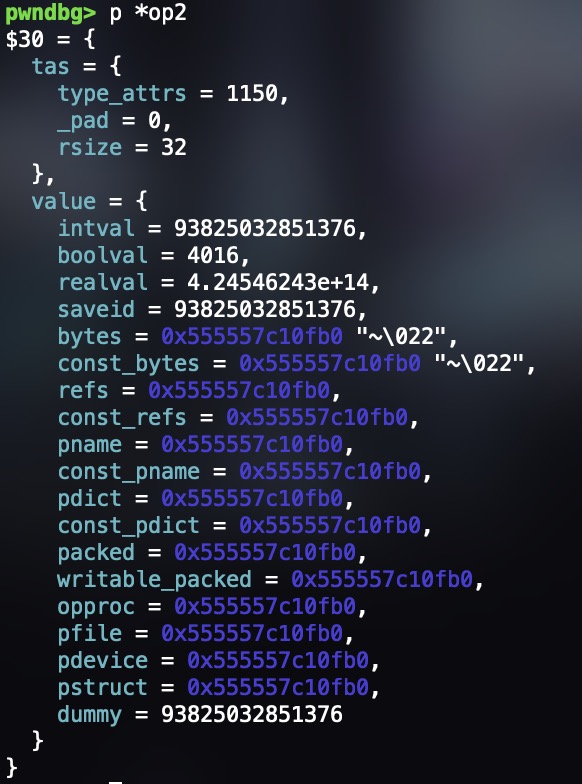 pwndbg> p *op2
$30 = {
  tas = {
    type_attrs = 1150,
    _pad = 0,
    rsize = 32
  },
  value = {
    intval = 93825032851376,
    boolval = 4016,
    realval = 4.24546243e+14,
    saveid = 93825032851376,
    bytes = 0x555557c10fb0 "~\022",
    const_bytes = 0x555557c10fb0 "~\022",
    refs = 0x555557c10fb0,
    const_refs = 0x555557c10fb0,
    pname = 0x555557c10fb0,
    const_pname = 0x555557c10fb0,
    pdict = 0x555557c10fb0,
    const_pdict = 0x555557c10fb0,
    packed = 0x555557c10fb0,
    writable_packed = 0x555557c10fb0,
    opproc = 0x555557c10fb0,
    pfile = 0x555557c10fb0,
    pdevice = 0x555557c10fb0,
    pstruct = 0x555557c10fb0,
    dummy = 93825032851376
  }
}